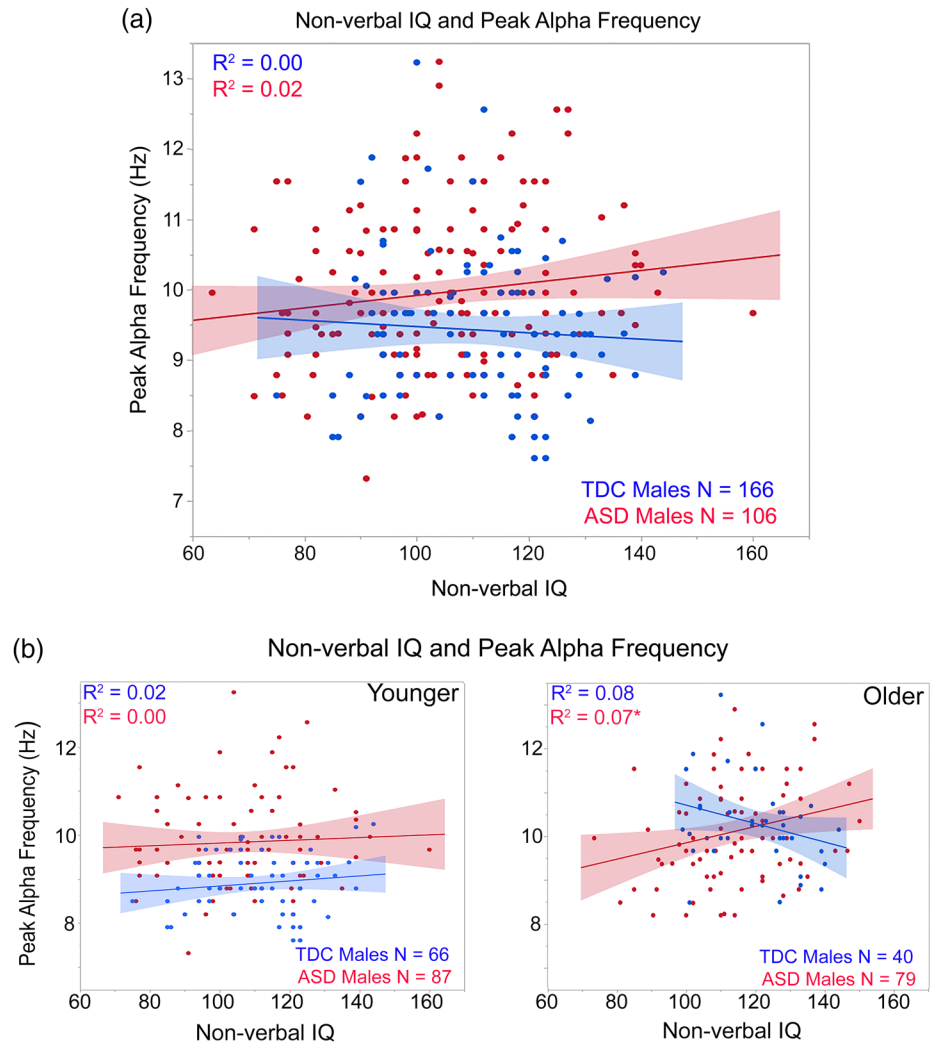 (a)
Non-verbal IQ and Peak Alpha Frequency
R² = 0.00
R² = 0.02
Peak Alpha Frequency (Hz)
13
12
11
10
9
8
7
TDC Males N = 166
ASD Males N = 106
60 80 100 120 140 160
Non-verbal IQ
(b)
Non-verbal IQ and Peak Alpha Frequency
R² = 0.02
R² = 0.00
Younger
Peak Alpha Frequency (Hz)
12
10
8
TDC Males N = 66
ASD Males N = 87
60 80 100 120 140 160
Non-verbal IQ
R² = 0.08
R² = 0.07*
Older
12
10
8
TDC Males N = 40
ASD Males N = 79
60 80 100 120 140 160
Non-verbal IQ